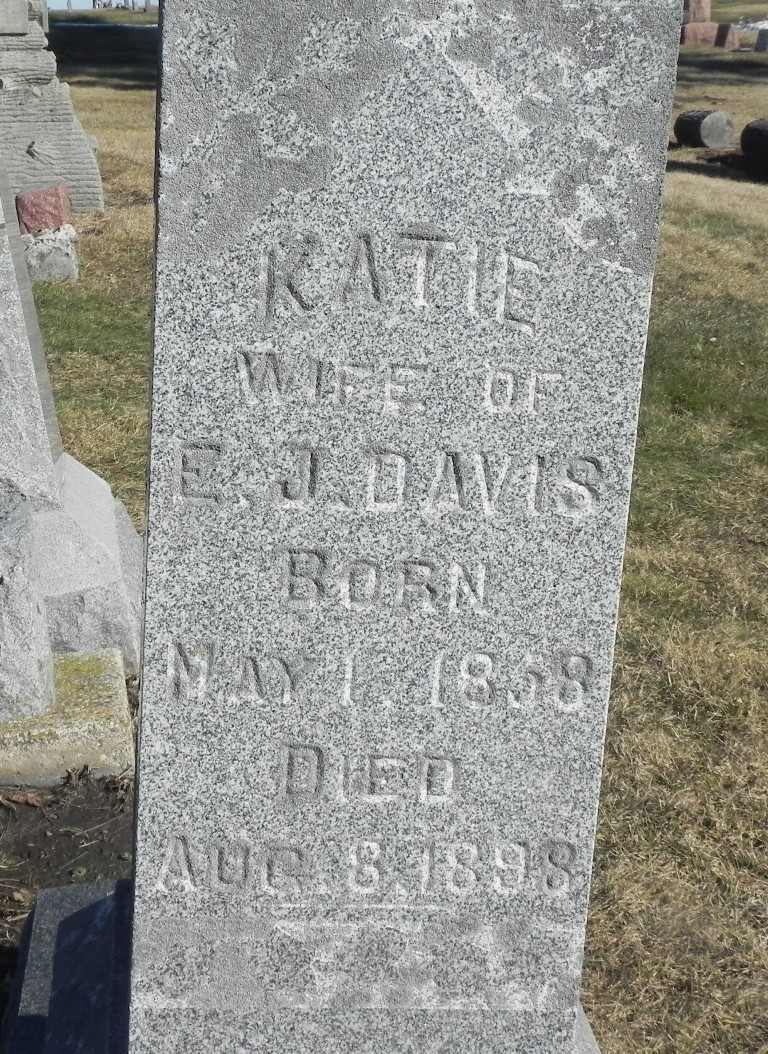 KATIE
WIFE OF
E. J. DAVIS
BORN
MAY 1, 1858
DIED
AUG. 8, 1898